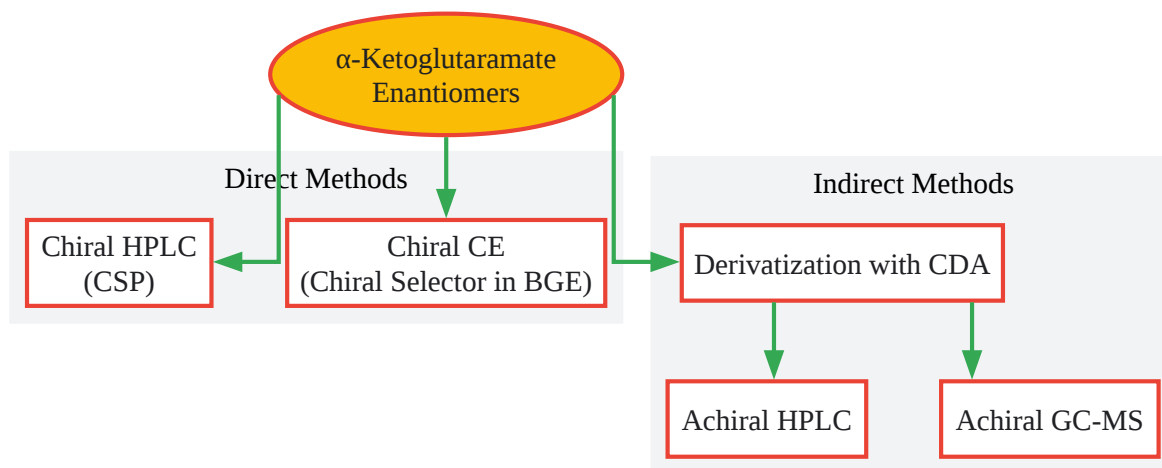 α-Ketoglutaramate
Enantiomers
Direct Methods
Chiral HPLC
(CSP)
Chiral CE
(Chiral Selector in BGE)
Indirect Methods
Derivatization with CDA
Achiral HPLC
Achiral GC-MS